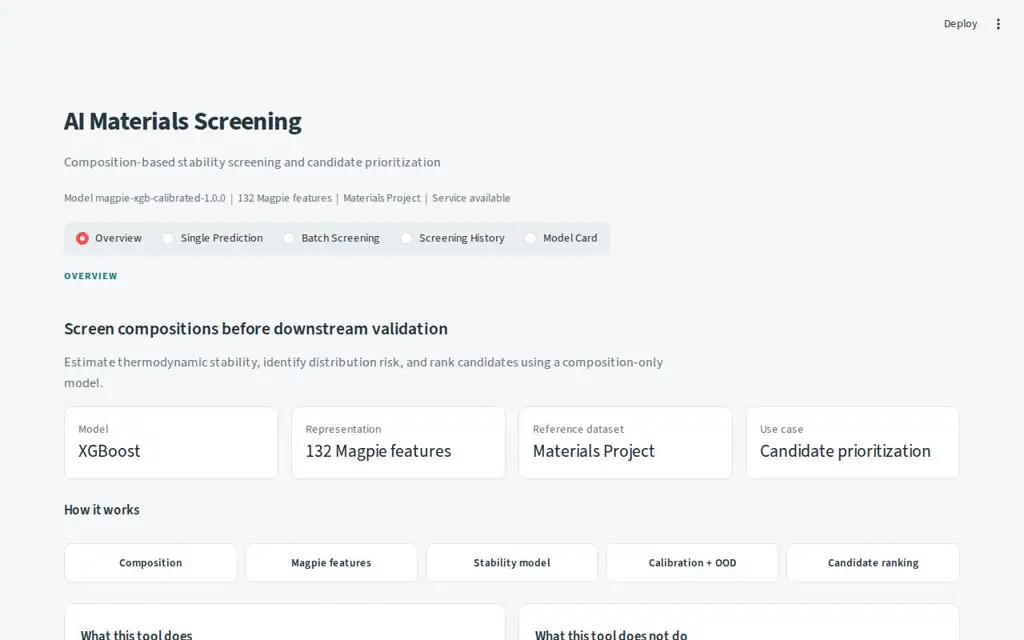 Deploy
AI Materials Screening
Composition-based stability screening and candidate prioritization
Model magpie-xgb-calibrated-1.0.0 | 132 Magpie features | Materials Project | Service available
Overview Single Prediction Batch Screening Screening History Model Card
OVERVIEW
Screen compositions before downstream validation
Estimate thermodynamic stability, identify distribution risk, and rank candidates using a composition-only
model.
Model
XGBoost
Representation
132 Magpie features
Reference dataset
Materials Project
Use case
Candidate prioritization
How it works
Composition
Magpie features
Stability model
Calibration + OOD
Candidate ranking
What this tool does
What this tool does not do